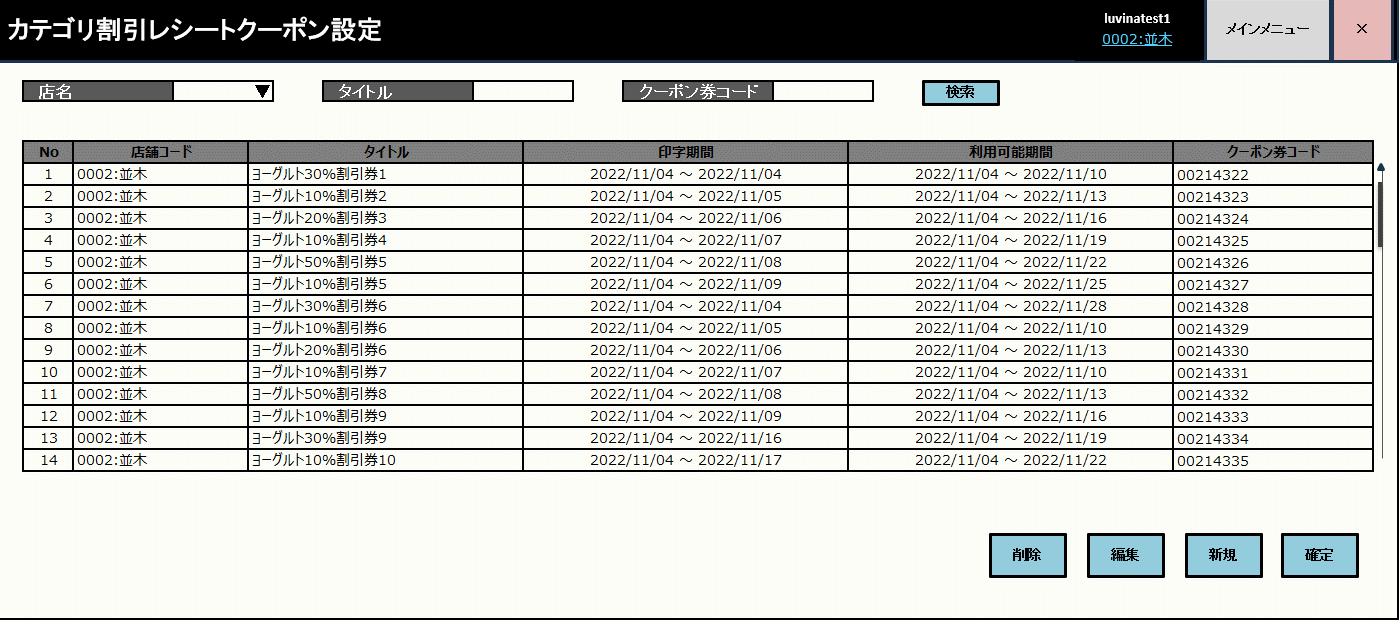 カテゴリ割引レシートクーポン設定
luvinatest1
0002:並木
メインメニュー
×
店名 ▼
タイトル
クーポン券コード
検索
No 店舗コード タイトル 印字期間 利用可能期間 クーポン券コード
1 0002:並木 ヨーグルト30%割引券1 2022/11/04 ～ 2022/11/04 2022/11/04 ～ 2022/11/10 00214322
2 0002:並木 ヨーグルト10%割引券2 2022/11/04 ～ 2022/11/05 2022/11/04 ～ 2022/11/13 00214323
3 0002:並木 ヨーグルト20%割引券3 2022/11/04 ～ 2022/11/06 2022/11/04 ～ 2022/11/16 00214324
4 0002:並木 ヨーグルト10%割引券4 2022/11/04 ～ 2022/11/07 2022/11/04 ～ 2022/11/19 00214325
5 0002:並木 ヨーグルト50%割引券5 2022/11/04 ～ 2022/11/08 2022/11/04 ～ 2022/11/22 00214326
6 0002:並木 ヨーグルト10%割引券5 2022/11/04 ～ 2022/11/09 2022/11/04 ～ 2022/11/25 00214327
7 0002:並木 ヨーグルト30%割引券6 2022/11/04 ～ 2022/11/04 2022/11/04 ～ 2022/11/28 00214328
8 0002:並木 ヨーグルト10%割引券6 2022/11/04 ～ 2022/11/05 2022/11/04 ～ 2022/11/10 00214329
9 0002:並木 ヨーグルト20%割引券6 2022/11/04 ～ 2022/11/06 2022/11/04 ～ 2022/11/13 00214330
10 0002:並木 ヨーグルト10%割引券7 2022/11/04 ～ 2022/11/07 2022/11/04 ～ 2022/11/10 00214331
11 0002:並木 ヨーグルト50%割引券8 2022/11/04 ～ 2022/11/08 2022/11/04 ～ 2022/11/13 00214332
12 0002:並木 ヨーグルト10%割引券9 2022/11/04 ～ 2022/11/09 2022/11/04 ～ 2022/11/16 00214333
13 0002:並木 ヨーグルト30%割引券9 2022/11/04 ～ 2022/11/16 2022/11/04 ～ 2022/11/19 00214334
14 0002:並木 ヨーグルト10%割引券10 2022/11/04 ～ 2022/11/17 2022/11/04 ～ 2022/11/22 00214335
削除
編集
新規
確定